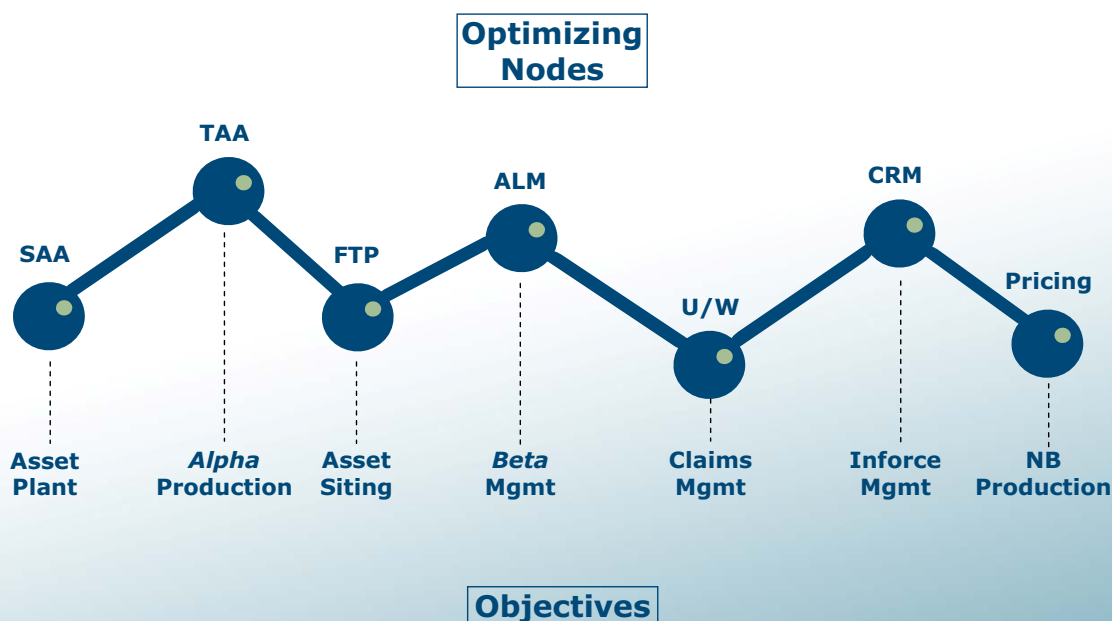 Optimizing
Nodes
TAA
ALM
CRM
SAA
FTP
Pricing
U/W
Asset
Plant
Alpha
Production
Asset
Siting
Beta
Mgmt
Claims
Mgmt
Inforce
Mgmt
NB
Production
Objectives